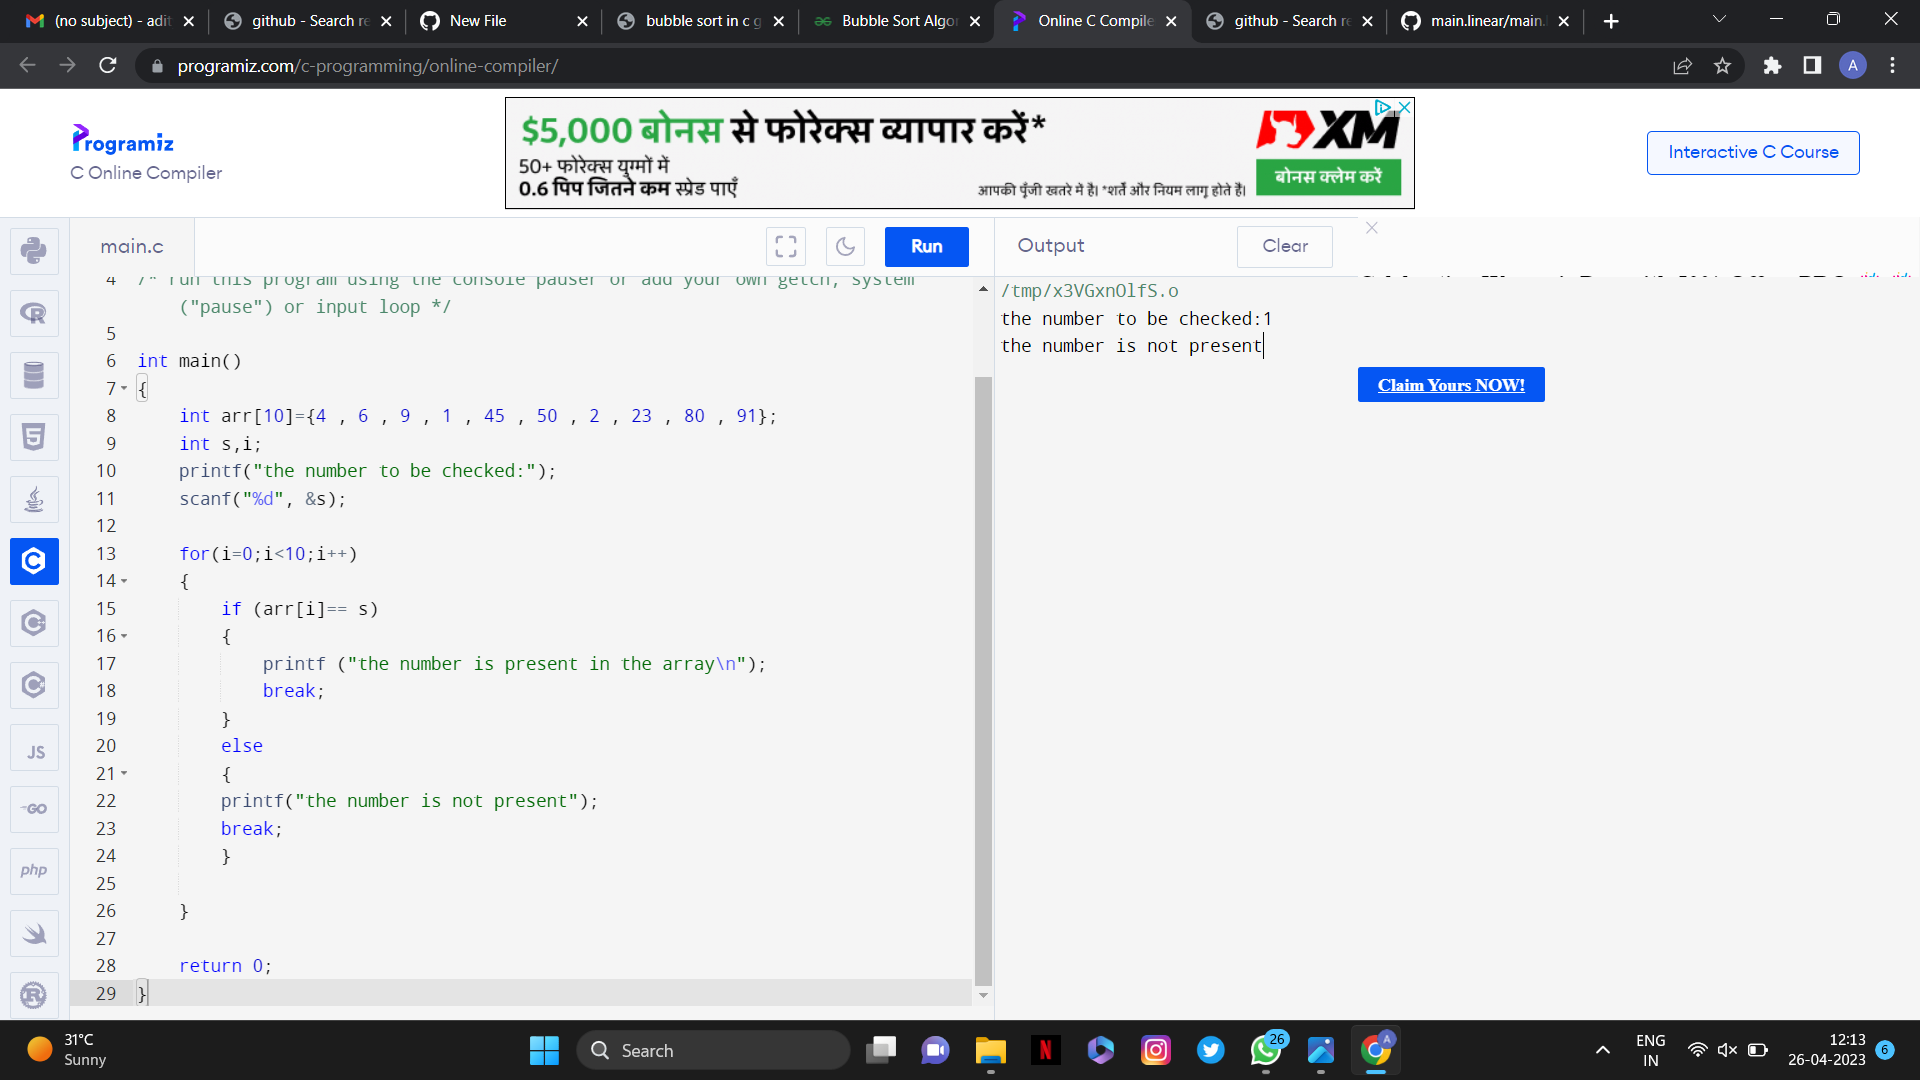 (no subject) - adit
github - Search re
New File
bubble sort in c g
Bubble Sort Algor
Online C Compile
github - Search re
main.linear/main.
programiz.com/c-programming/online-compiler/
A
Programiz
C Online Compiler
$5,000 बोनस से फोरेक्स व्यापार करें*
50+ फोरेक्स युग्मों में
0.6 पिप जितने कम स्प्रेड पाएँ
आपकी पूँजी खतरे में है। *शर्तें और नियम लागू होते हैं।
XM
बोनस क्लेम करें
Interactive C Course
main.c
Run
Output
Clear
4 /* run this program using the console pauser or add your own getch, system
("pause") or input loop */
5
6 int main()
7 {
8 int arr[10]={4 , 6 , 9 , 1 , 45 , 50 , 2 , 23 , 80 , 91};
9 int s,i;
10 printf("the number to be checked:");
11 scanf("%d", &s);
12
13 for(i=0;i<10;i++)
14 {
15 if (arr[i]== s)
16 {
17 printf ("the number is present in the array\n");
18 break;
19 }
20 else
21 {
22 printf("the number is not present");
23 break;
24 }
25
26 }
27
28 return 0;
29 }
/tmp/x3VGxnOlfS.o
the number to be checked:1
the number is not present
Claim Yours NOW!
R
5
C
C
C
JS
GO
php
R
31°C
Sunny
Search
N
26
A
ENG
IN
12:13
26-04-2023
6